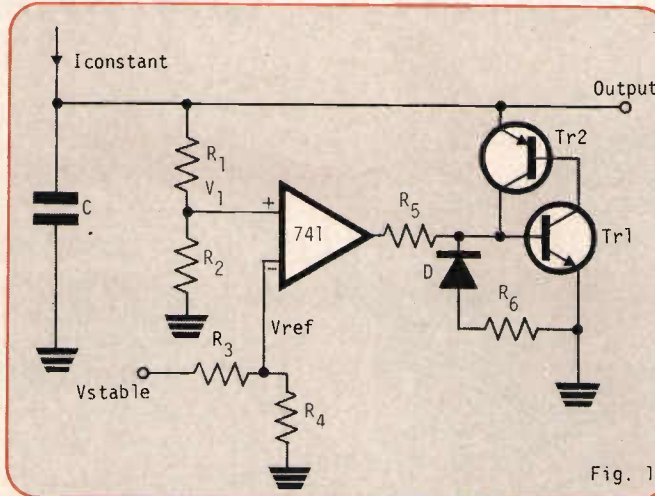 Iconstant
Output
Tr2
R1
V1
C
R5
741
+
−
Tr1
R2
D
R6
Vref
R3
Vstable
R4
Fig. 1